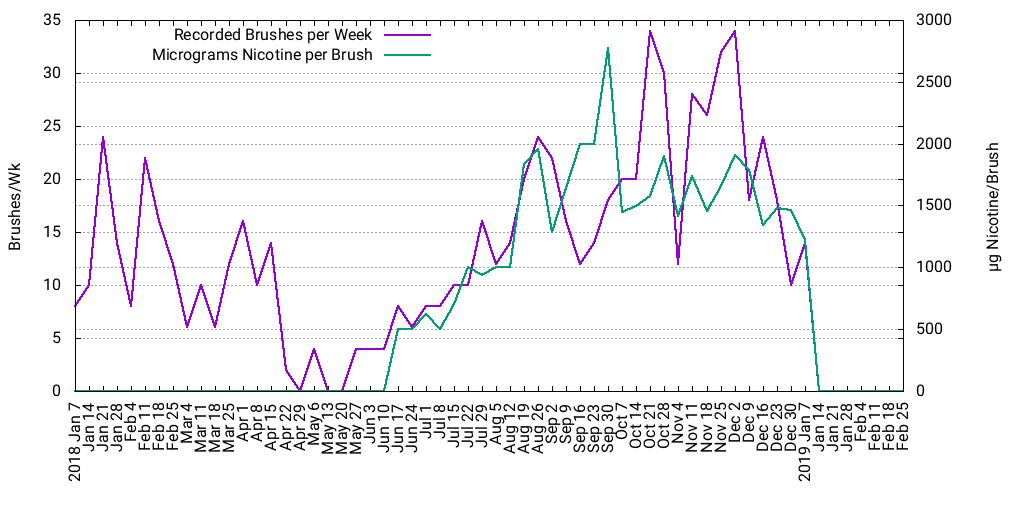 Recorded Brushes per Week
Micrograms Nicotine per Brush
35
30
25
20
15
10
5
0
3000
2500
2000
1500
1000
500
0
Brushes/Wk
µg Nicotine/Brush
2018 Jan 7
Jan 14
Jan 21
Jan 28
Feb 4
Feb 11
Feb 18
Feb 25
Mar 4
Mar 11
Mar 18
Mar 25
Apr 1
Apr 8
Apr 15
Apr 22
Apr 29
May 6
May 13
May 20
May 27
Jun 3
Jun 10
Jun 17
Jun 24
Jul 1
Jul 8
Jul 15
Jul 22
Jul 29
Aug 5
Aug 12
Aug 19
Aug 26
Sep 2
Sep 9
Sep 16
Sep 23
Sep 30
Oct 7
Oct 14
Oct 21
Oct 28
Nov 4
Nov 11
Nov 18
Nov 25
Dec 2
Dec 9
Dec 16
Dec 23
Dec 30
2019 Jan 7
Jan 14
Jan 21
Jan 28
Feb 4
Feb 11
Feb 18
Feb 25